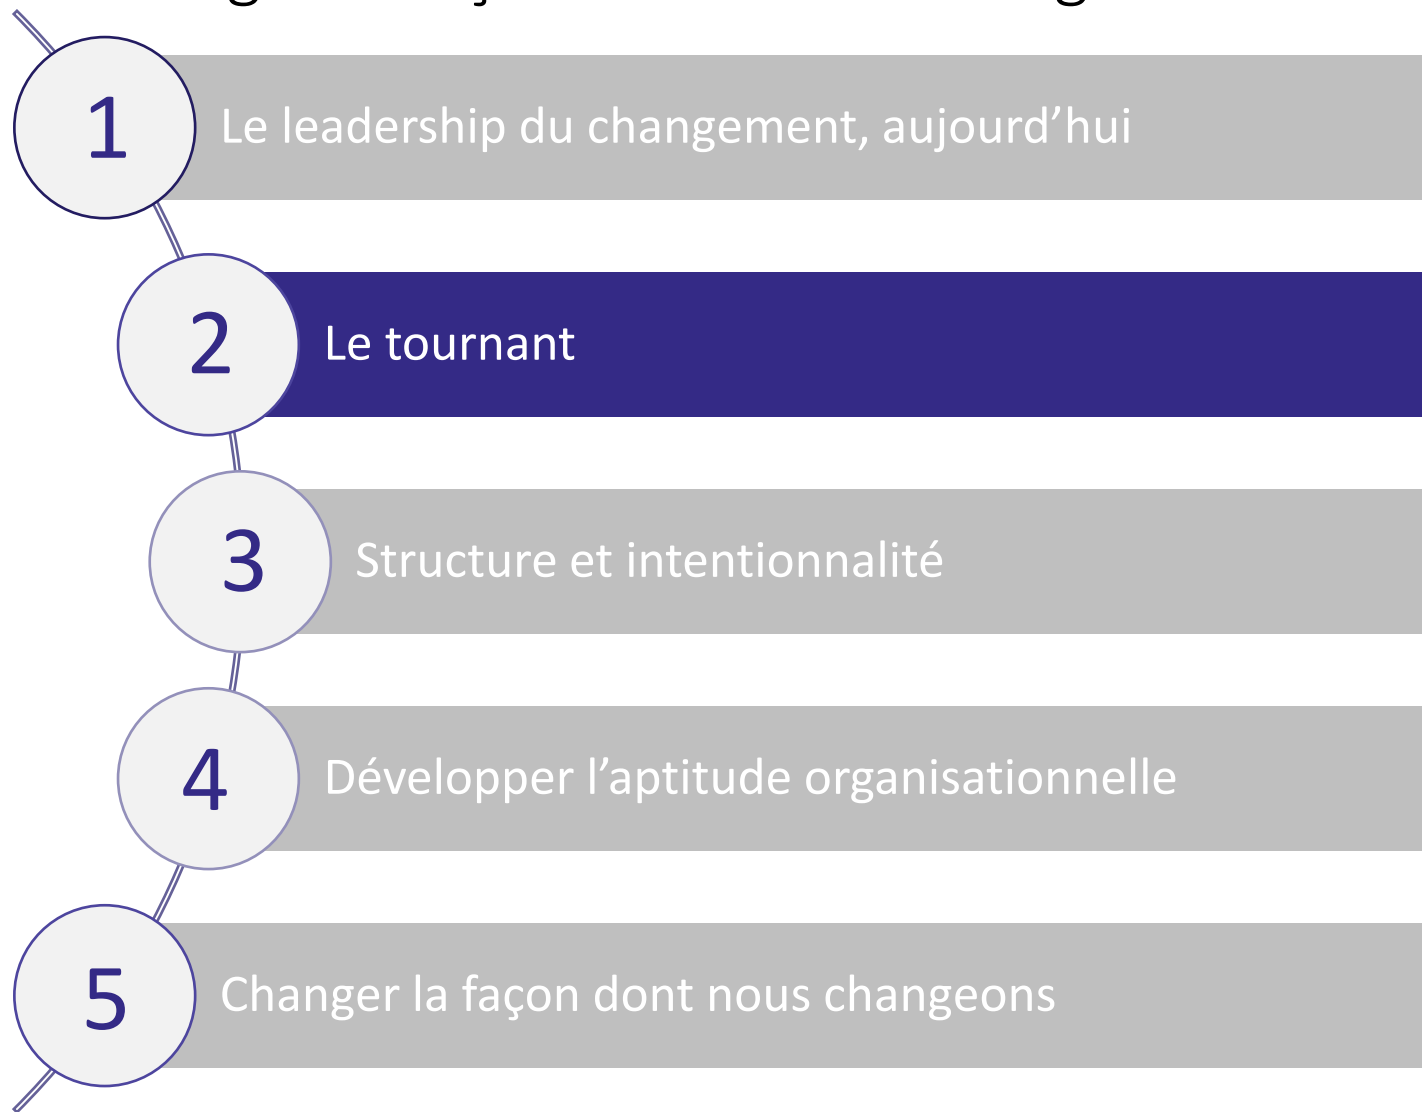 1
Le leadership du changement, aujourd’hui
2
Le tournant
3
Structure et intentionnalité
4
Développer l’aptitude organisationnelle
5
Changer la façon dont nous changeons